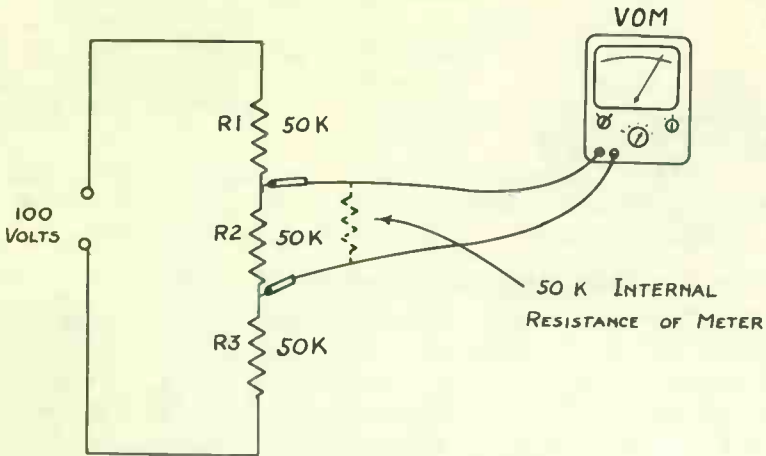 VOM
R1 50K
100
VOLTS
R2 50K
50 K INTERNAL
RESISTANCE OF METER
R3 50K